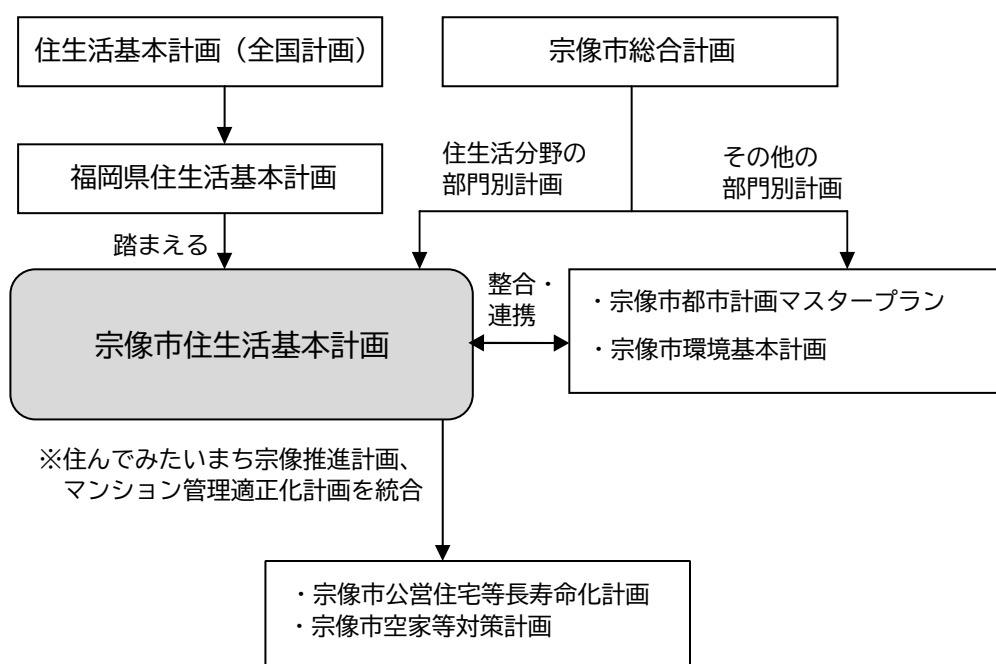 住生活基本計画（全国計画）
宗像市総合計画
福岡県住生活基本計画
住生活分野の
部門別計画
その他の
部門別計画
踏まえる
宗像市住生活基本計画
整合・
連携
・宗像市都市計画マスタープラン
・宗像市環境基本計画
※住んでみたいまち宗像推進計画、
マンション管理適正化計画を統合
・宗像市公営住宅等長寿命化計画
・宗像市空家等対策計画